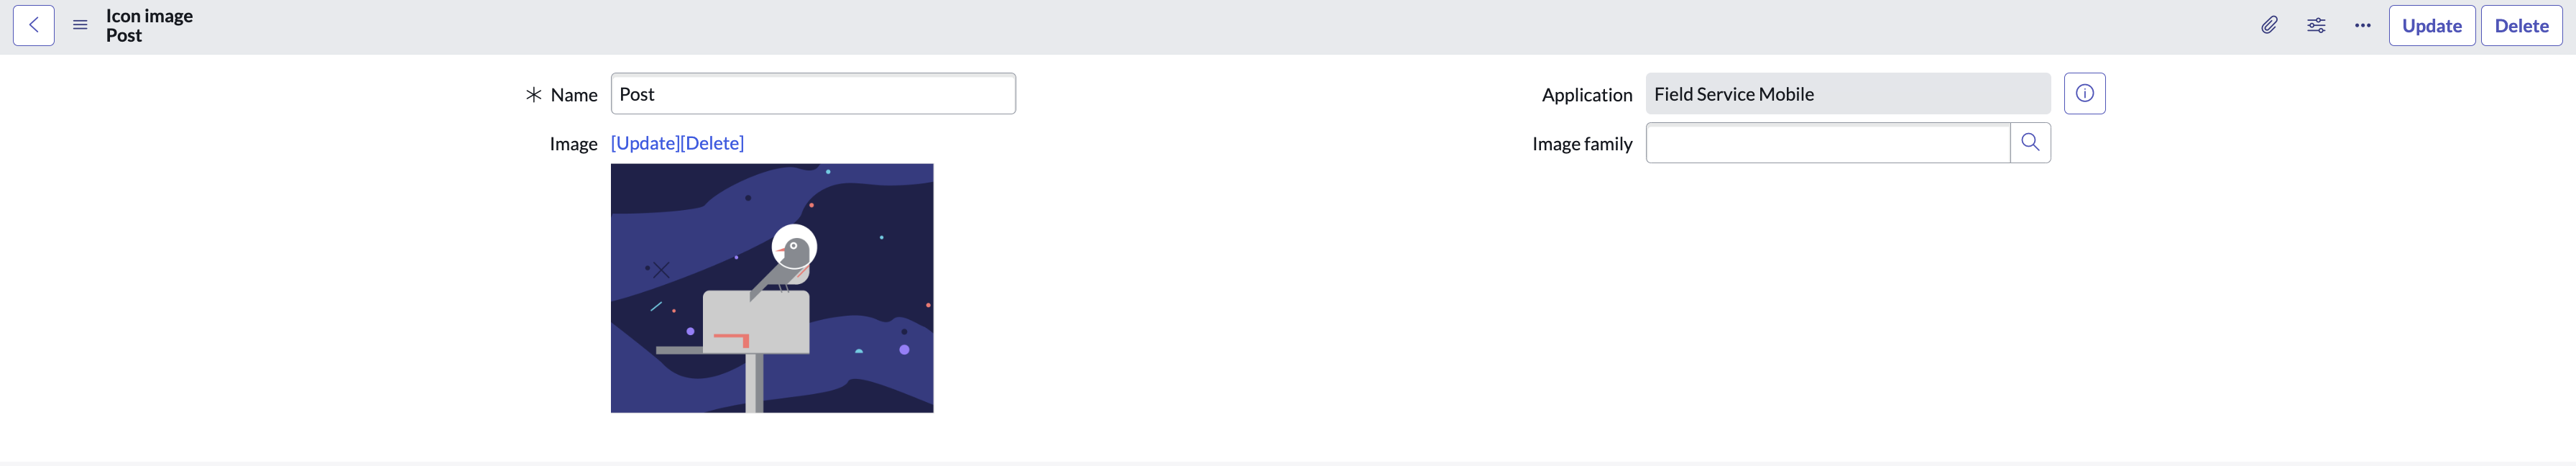 Icon image
Post
Update
Delete
Name
Post
Application
Field Service Mobile
Image
[Update][Delete]
Image family